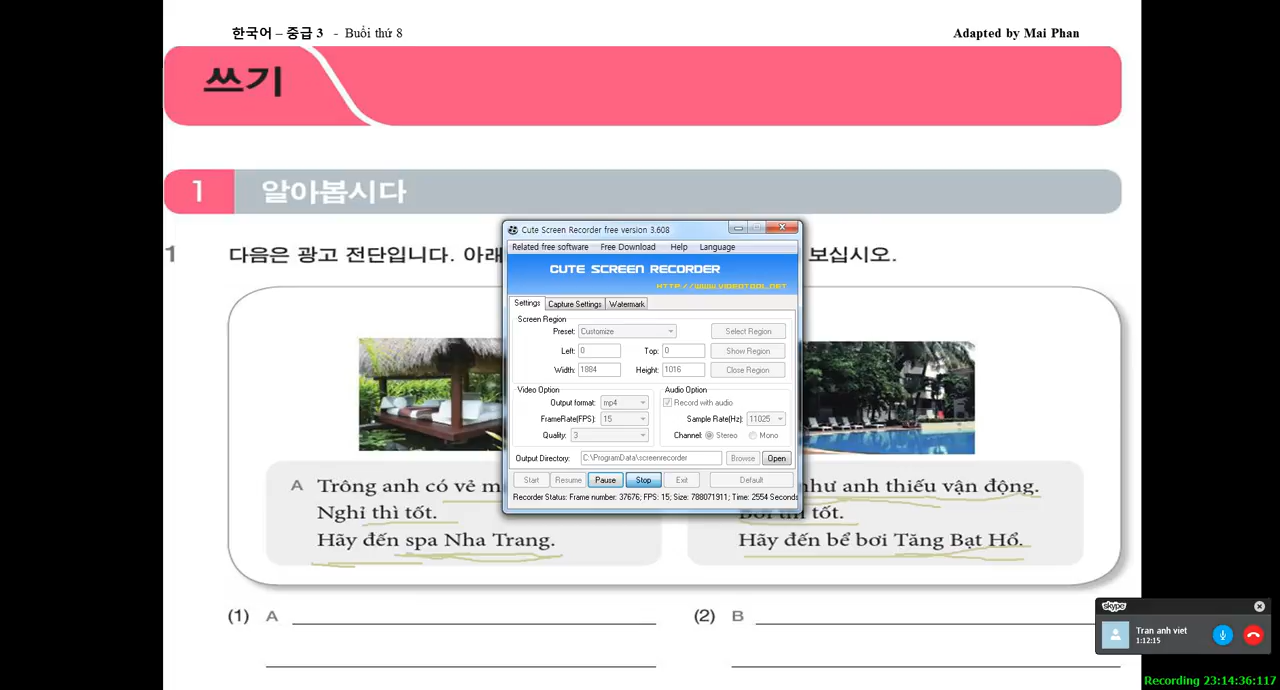 한국어 – 중급 3 - Buổi thứ 8
Adapted by Mai Phan
쓰기
1 알아봅시다
1 다음은 광고 전단입니다. 아래
보십시오.
Cute Screen Recorder free version 3.608
Related free software Free Download Help Language
CUTE SCREEN RECORDER
HTTP://WWW.VIDEOTOOL.NET
Settings Capture Settings Watermark
Screen Region
Preset: Customize Select Region
Left: 0 Top: 0 Show Region
Width: 1884 Height: 1016 Close Region
Video Option
Output format: mp4
FrameRate(FPS): 15
Quality: 3
Audio Option
Record with audio
Sample Rate(Hz): 11025
Channel: Stereo Mono
Output Directory: C:\ProgramData\screenrecorder Browse Open
Start Resume Pause Stop Exit Default
Recorder Status: Frame number: 37676; FPS: 15; Size: 788071911; Time: 2554 Seconds
A Trông anh có vẻ
Nghỉ thì tốt.
Hãy đến spa Nha Trang.
như anh thiếu vận động.
tốt.
Hãy đến bể bơi Tăng Bạt Hổ.
(1) A
(2) B
skype
Tran anh viet
1:12:15
Recording 23:14:36:117